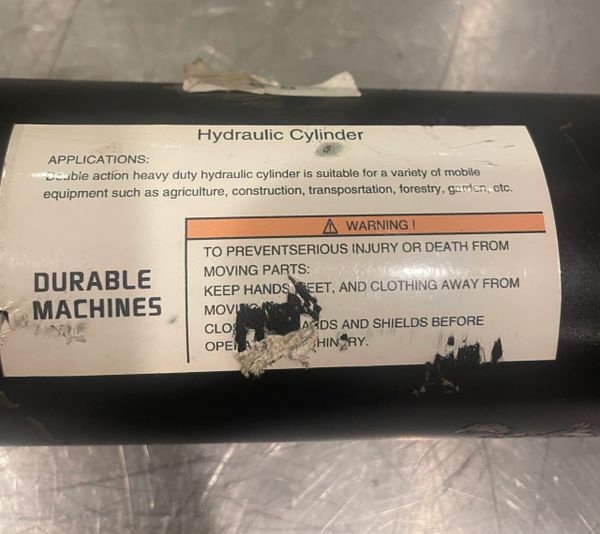 Hydraulic Cylinder
APPLICATIONS:
Double action heavy duty hydraulic cylinder is suitable for a variety of mobile
equipment such as agriculture, construction, transposrtation, forestry, garden, etc.
WARNING !
TO PREVENTSERIOUS INJURY OR DEATH FROM
MOVING PARTS:
KEEP HANDS FEET, AND CLOTHING AWAY FROM
DURABLE
MACHINES
AND SHIELDS BEFORE